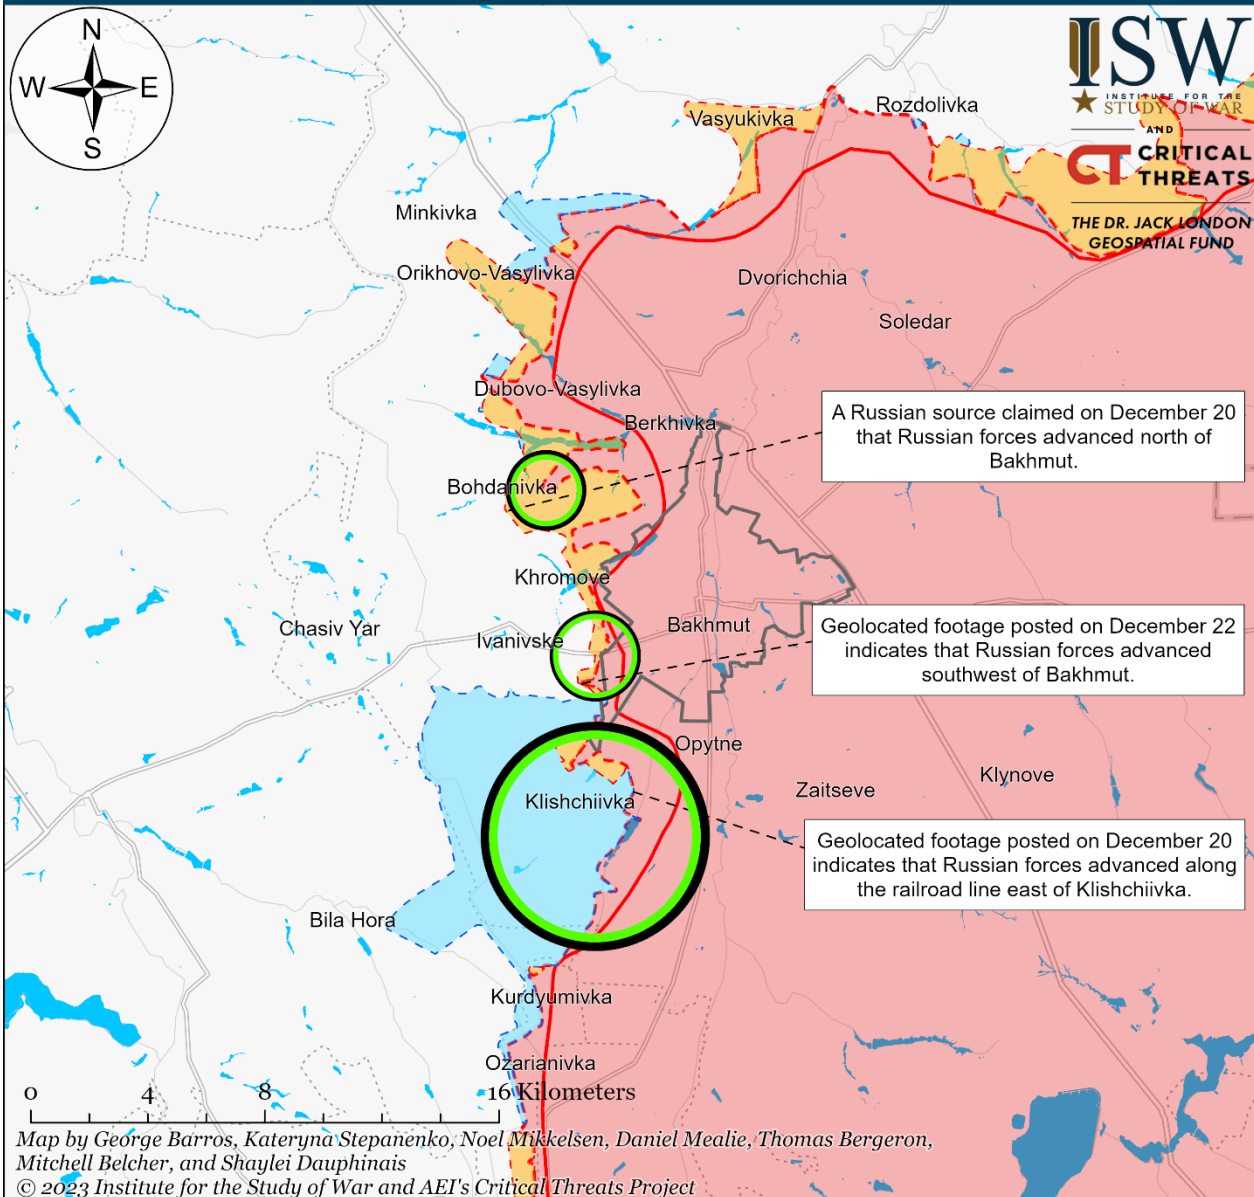 N
W E
S
ISW
INSTITUTE FOR THE
STUDY OF WAR
AND
CT CRITICAL
THREATS
THE DR. JACK LONDON
GEOSPATIAL FUND
Rozdolivka
Vasyukivka
Minkivka
Orikhovo-Vasylivka
Dvorichchia
Soledar
Dubovo-Vasylivka
Berkhivka
A Russian source claimed on December 20
that Russian forces advanced north of
Bakhmut.
Bohdanivka
Khromove
Chasiv Yar
Ivanivske
Bakhmut
Geolocated footage posted on December 22
indicates that Russian forces advanced
southwest of Bakhmut.
Opytne
Klynove
Zaitseve
Klishchiivka
Geolocated footage posted on December 20
indicates that Russian forces advanced along
the railroad line east of Klishchiivka.
Bila Hora
Kurdyumivka
Ozarianivka
0 4 8 16 Kilometers
Map by George Barros, Kateryna Stepanenko, Noel Mikkelsen, Daniel Mealie, Thomas Bergeron,
Mitchell Belcher, and Shaylei Dauphinais
© 2023 Institute for the Study of War and AEI's Critical Threats Project